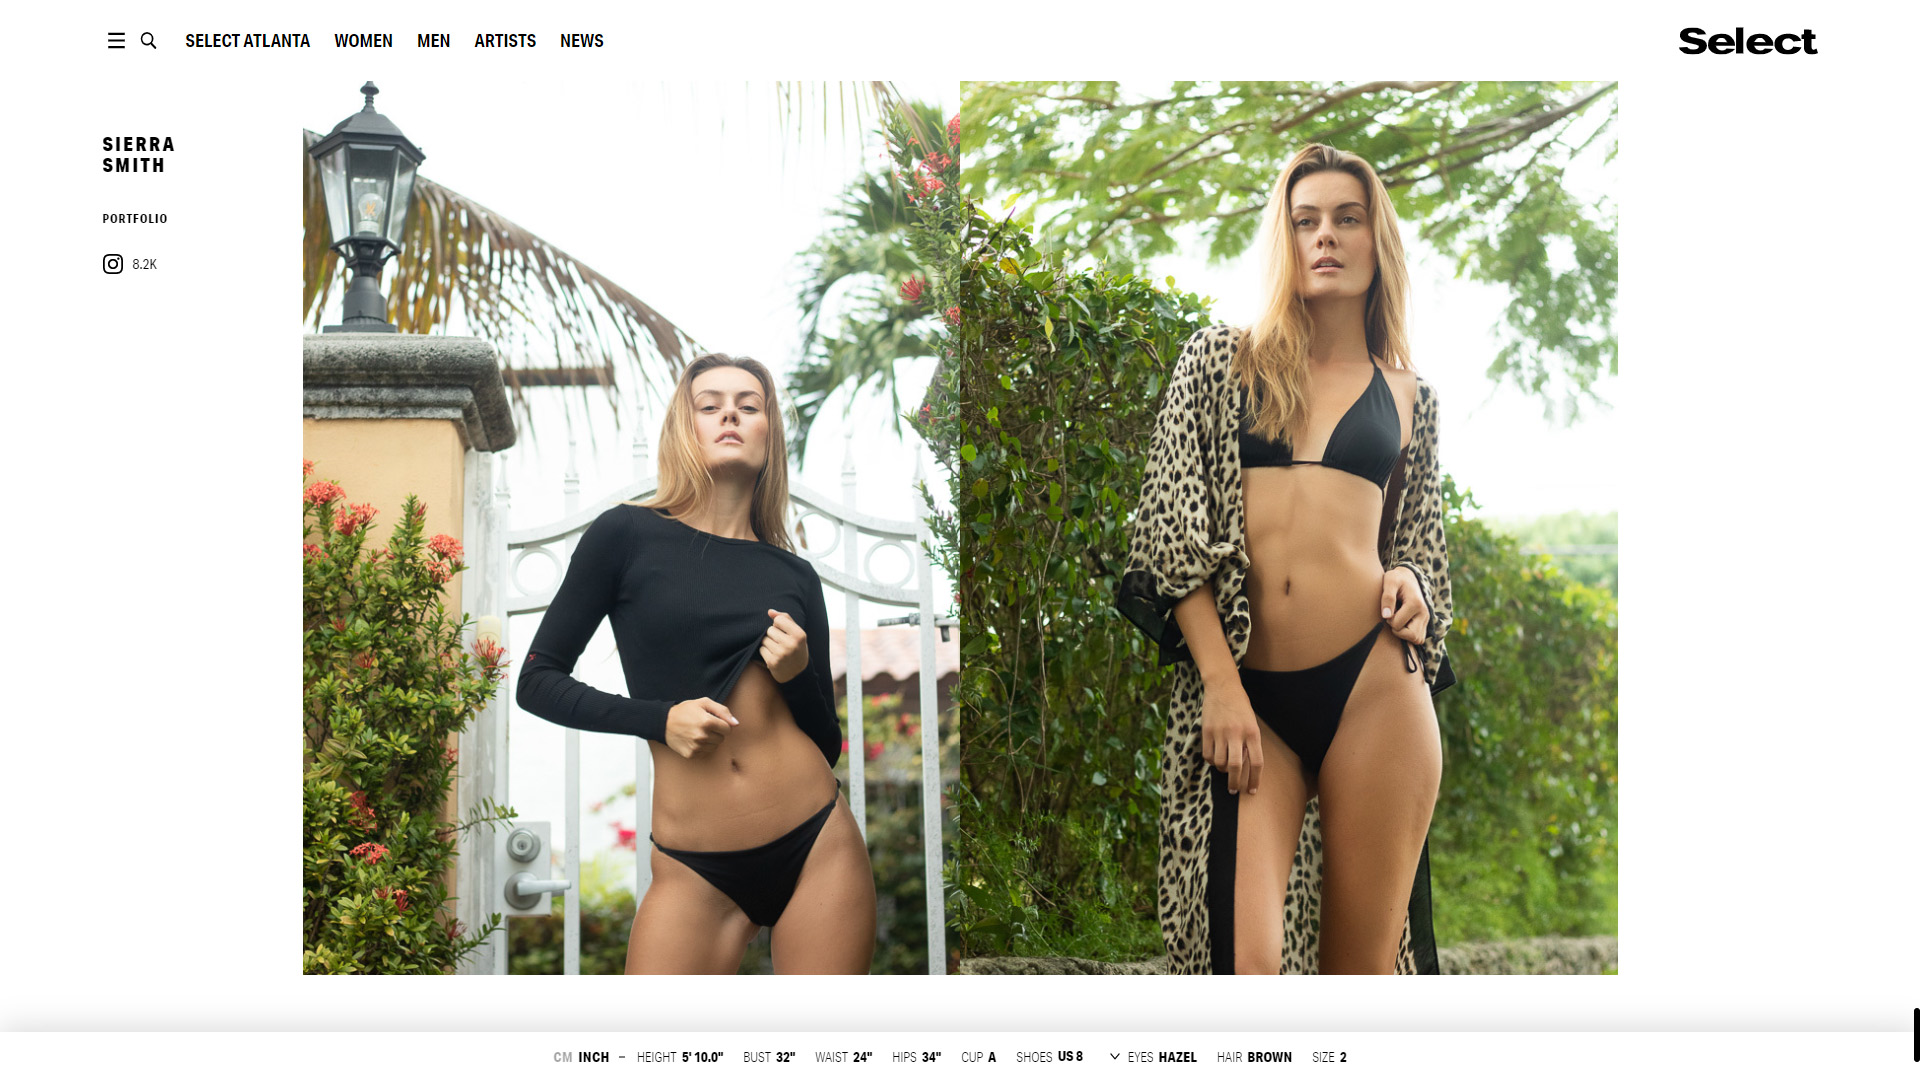 SELECT ATLANTA WOMEN MEN ARTISTS NEWS
Select
SIERRA
SMITH
PORTFOLIO
8.2K
CM INCH – HEIGHT 5' 10.0" BUST 32" WAIST 24" HIPS 34" CUP A SHOES US 8 EYES HAZEL HAIR BROWN SIZE 2